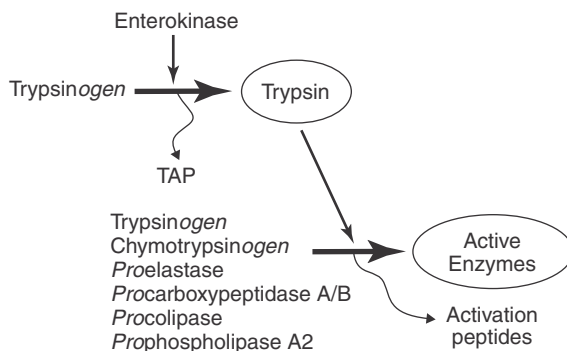 Enterokinase
Trypsinogen
Trypsin
TAP
Trypsinogen
Chymotrypsinogen
Proelastase
Procarboxypeptidase A/B
Procolipase
Prophospholipase A2
Active
Enzymes
Activation
peptides